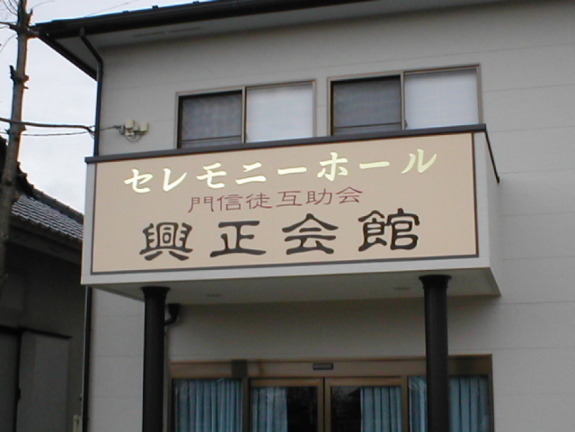 セレモニーホール
門信徒互助会
興正会館